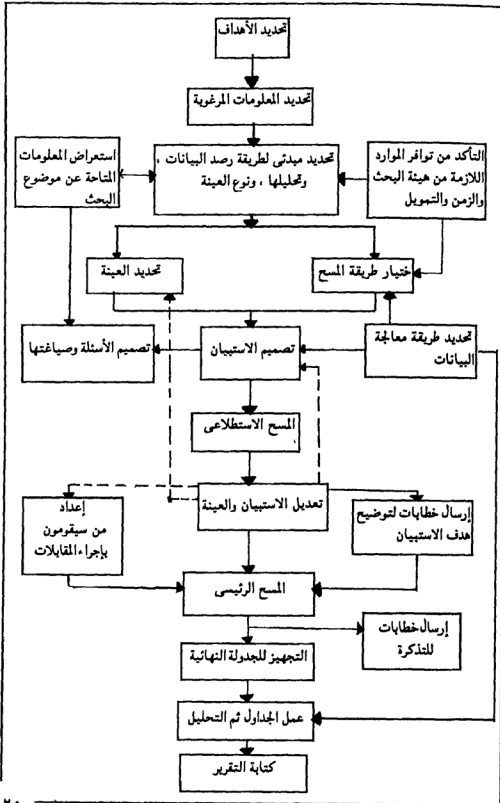 تحديد الأهداف
تحديد المعلومات المرغوبة
التأكد من توافر الموارد
اللازمة من هيئة البحث
والزمن والتمويل
تحديد مبدئى لطريقة رصد البيانات ،
وتحليلها ، ونوع العينة
استعراض المعلومات
المتاحة عن موضوع
البحث
ختيار طريقة المسح
تحديد العينة
تحديد طريقة معالجة
البيانات
تصميم الاستبيان
تصميم الأسئلة وصياغتها
المسح الاستطلاعى
تعديل الاستبيان والعينة
إرسال خطابات لتوضيح
هدف الاستبيان
إعداد
من سيقومون
بإجراء المقابلات
المسح الرئيسى
إرسال خطابات
للتذكرة
التجهيز للجدولة النهائية
عمل الجداول ثم التحليل
كتابة التقرير